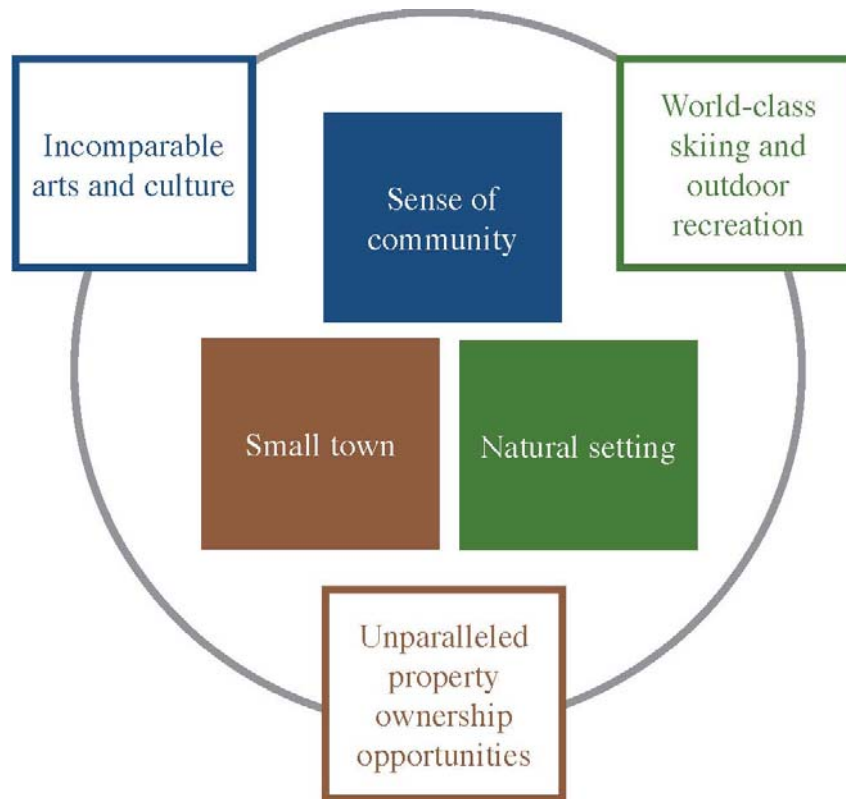 Incomparable
arts and culture
World-class
skiing and
outdoor
recreation
Sense of
community
Small town
Natural setting
Unparalleled
property
ownership
opportunities